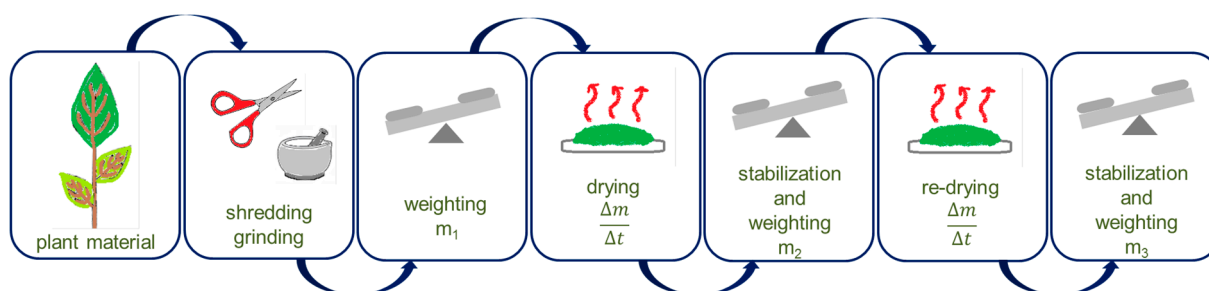 plant material
shredding
grinding
weighting
m₁
drying
Δm
Δt
stabilization
and
weighting
m₂
re-drying
Δm
Δt
stabilization
and
weighting
m₃